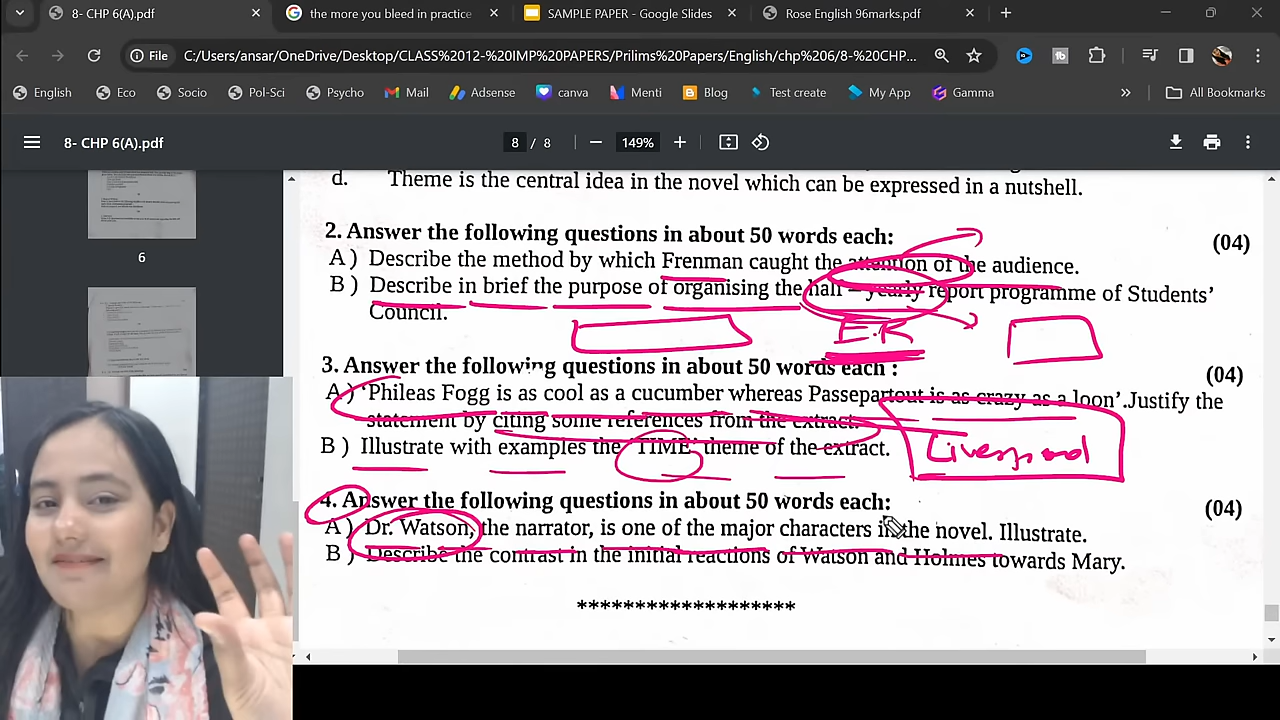 8- CHP 6(A).pdf
the more you bleed in practice
SAMPLE PAPER - Google Slides
Rose English 96marks.pdf
File
C:/Users/ansar/OneDrive/Desktop/CLASS%2012-%20IMP%20PAPERS/Prilims%20Papers/English/chp%206/8-%20CHP...
English
Eco
Socio
Pol-Sci
Psycho
Mail
Adsense
canva
Menti
Blog
Test create
My App
Gamma
All Bookmarks
8- CHP 6(A).pdf
8 / 8
149%
6
d. Theme is the central idea in the novel which can be expressed in a nutshell.
2. Answer the following questions in about 50 words each: (04)
A ) Describe the method by which Frenman caught the attention of the audience.
B ) Describe in brief the purpose of organising the half – yearly report programme of Students’
Council.
E.K
3. Answer the following questions in about 50 words each : (04)
A ) ‘Phileas Fogg is as cool as a cucumber whereas Passepartout is as crazy as a loon’.Justify the
statement by citing some references from the extract.
B ) Illustrate with examples the ‘TIME’ theme of the extract.
Liverpool
4. Answer the following questions in about 50 words each: (04)
A ) Dr. Watson, the narrator, is one of the major characters in the novel. Illustrate.
B ) Describe the contrast in the initial reactions of Watson and Holmes towards Mary.
*******************